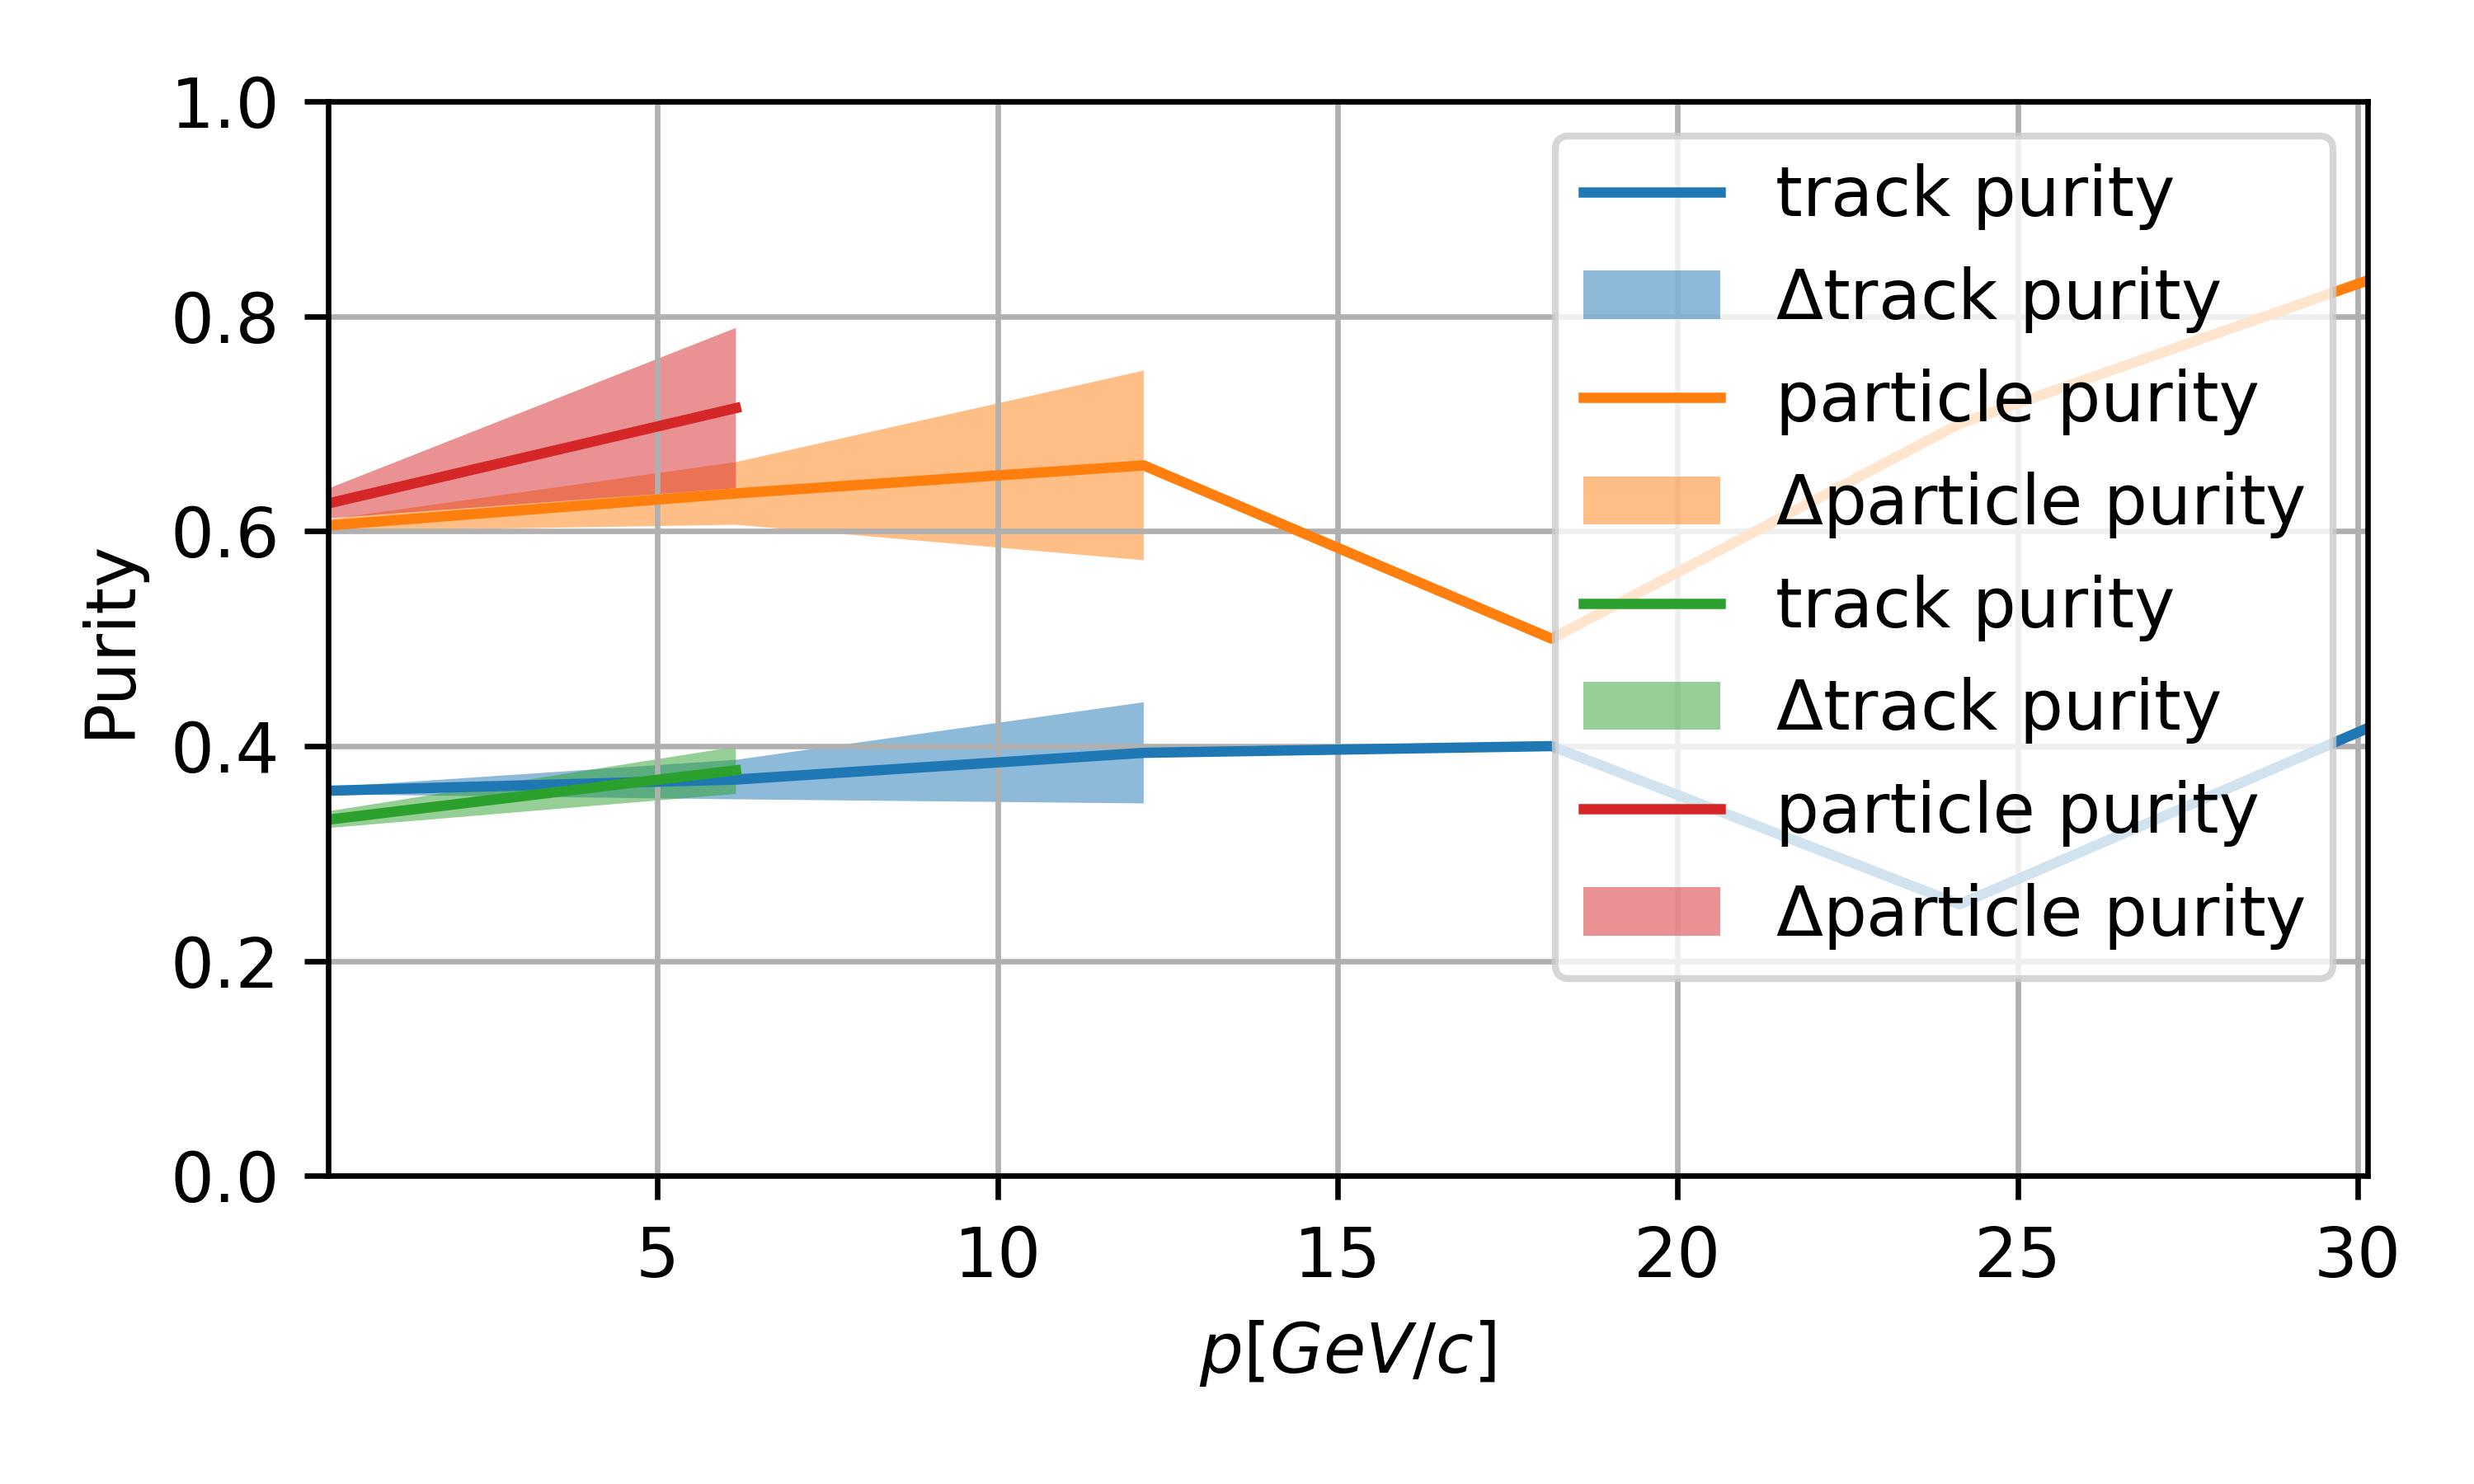 1.0
0.8
0.6
0.4
0.2
0.0
Purity
track purity
Δtrack purity
particle purity
Δparticle purity
track purity
Δtrack purity
particle purity
Δparticle purity
5 10 15 20 25 30
p[GeV/c]